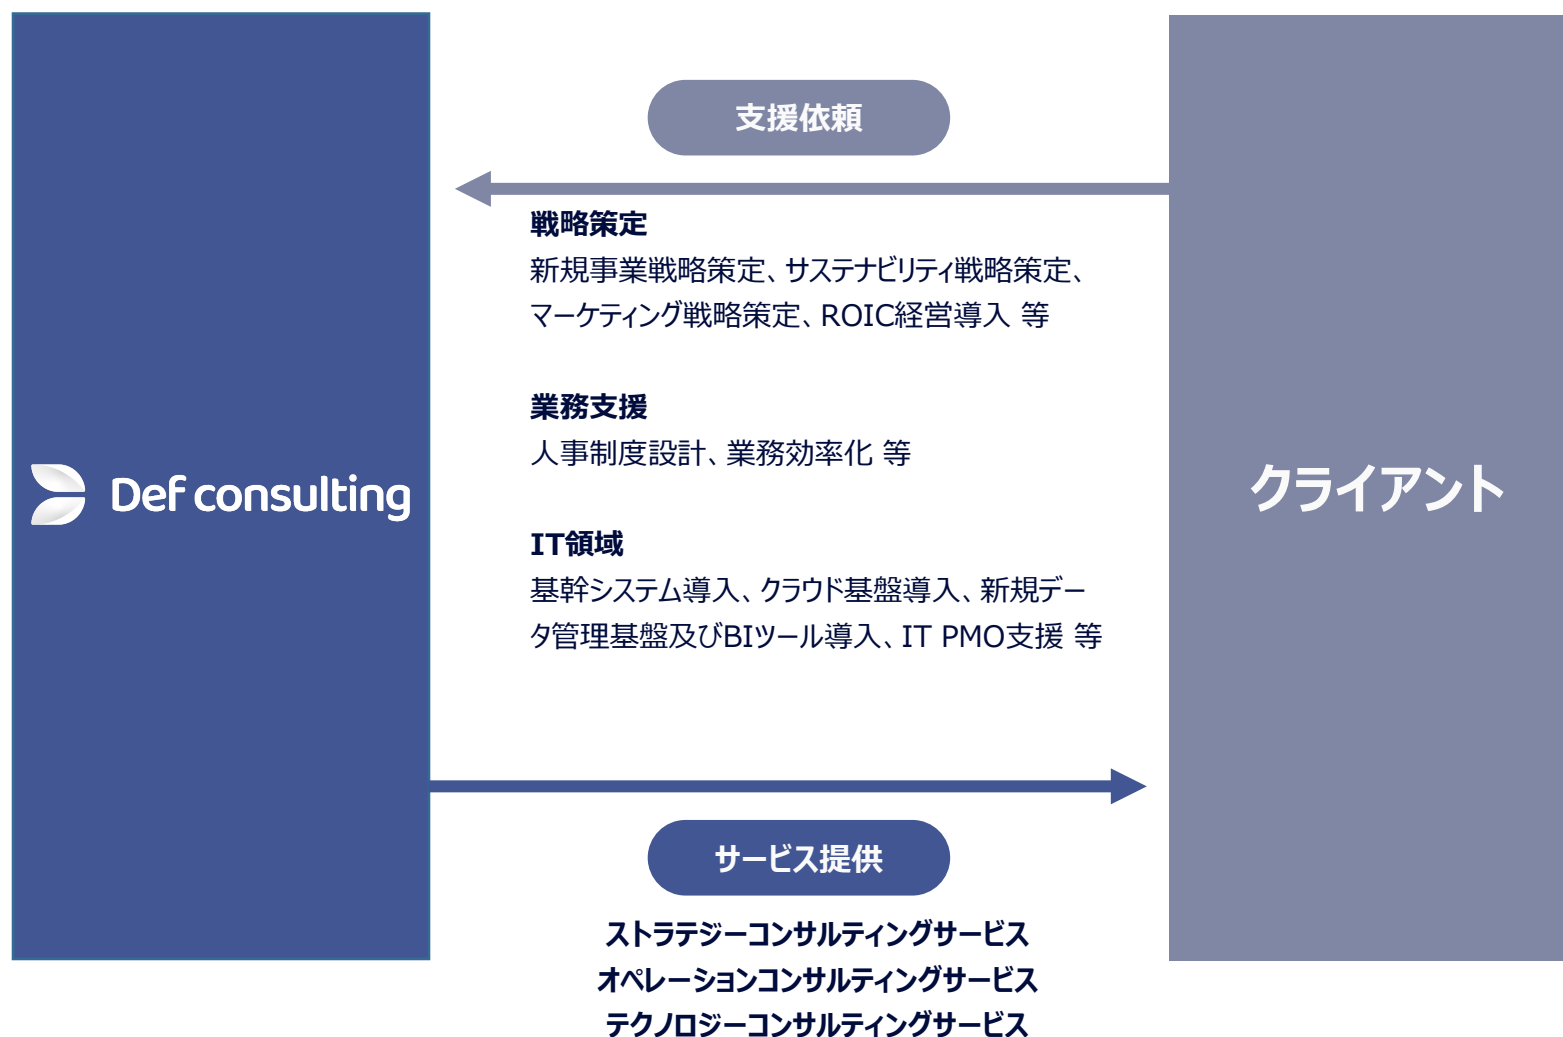 支援依頼
戦略策定
新規事業戦略策定、サステナビリティ戦略策定、
マーケティング戦略策定、ROIC経営導入 等
業務支援
人事制度設計、業務効率化 等
Def consulting
クライアント
IT領域
基幹システム導入、クラウド基盤導入、新規デー
タ管理基盤及びBIツール導入、IT PMO支援 等
サービス提供
ストラテジーコンサルティングサービス
オペレーションコンサルティングサービス
テクノロジーコンサルティングサービス